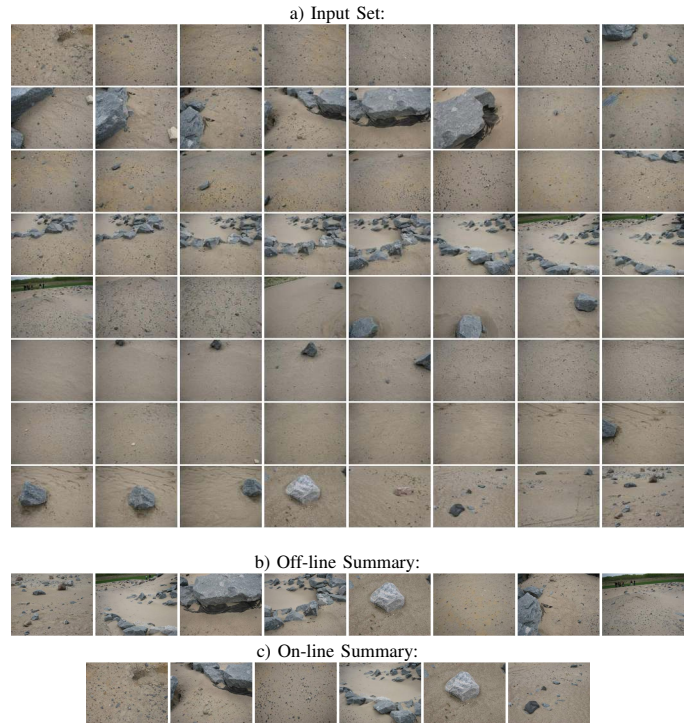 a) Input Set:
b) Off-line Summary:
c) On-line Summary: